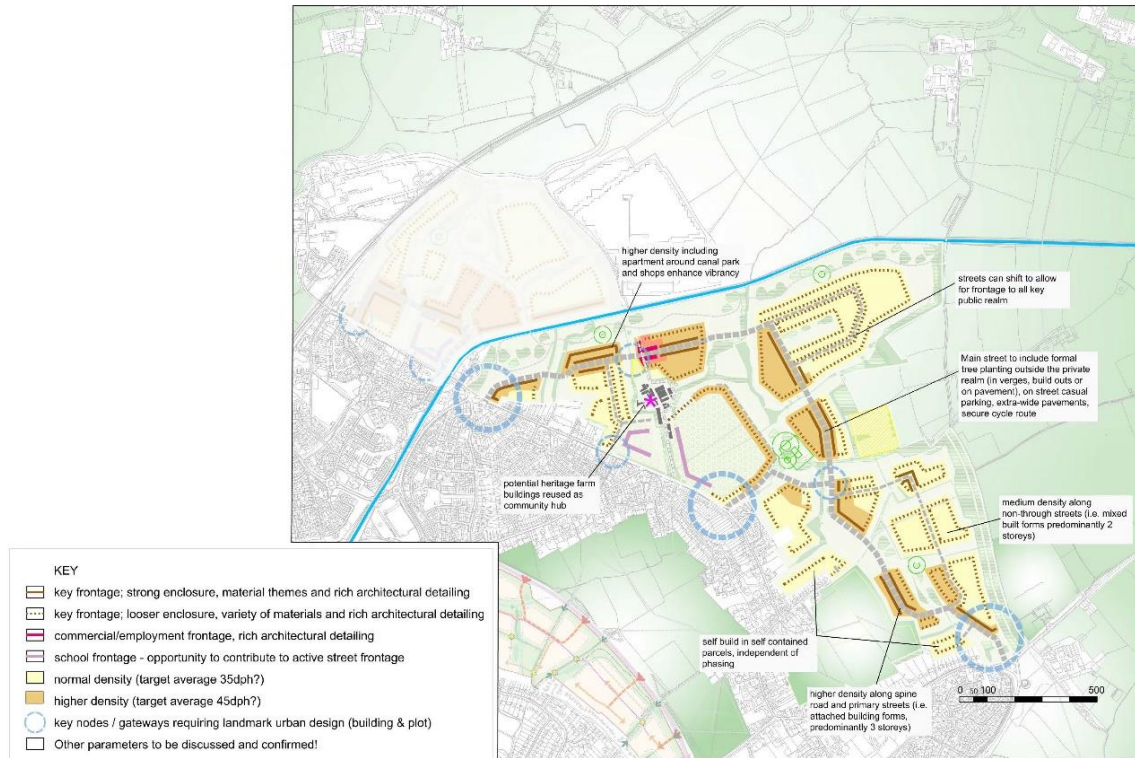 higher density including
apartment around canal park
and shops enhance vibrancy
streets can shift to allow
for frontage to all key
public realm
Main street to include formal
tree planting outside the private
realm (in verges, build outs or
on pavement), on street casual
parking, extra-wide pavements,
secure cycle route
potential heritage farm
buildings reused as
community hub
medium density along
non-through streets (i.e. mixed
built forms predominantly 2
storeys)
self build in self contained
parcels, independent of
phasing
higher density along spine
road and primary streets (i.e.
attached building forms,
predominantly 3 storeys)
0 50 100 500
KEY
key frontage; strong enclosure, material themes and rich architectural detailing
key frontage; looser enclosure, variety of materials and rich architectural detailing
commercial/employment frontage, rich architectural detailing
school frontage - opportunity to contribute to active street frontage
normal density (target average 35dph?)
higher density (target average 45dph?)
key nodes / gateways requiring landmark urban design (building & plot)
Other parameters to be discussed and confirmed!